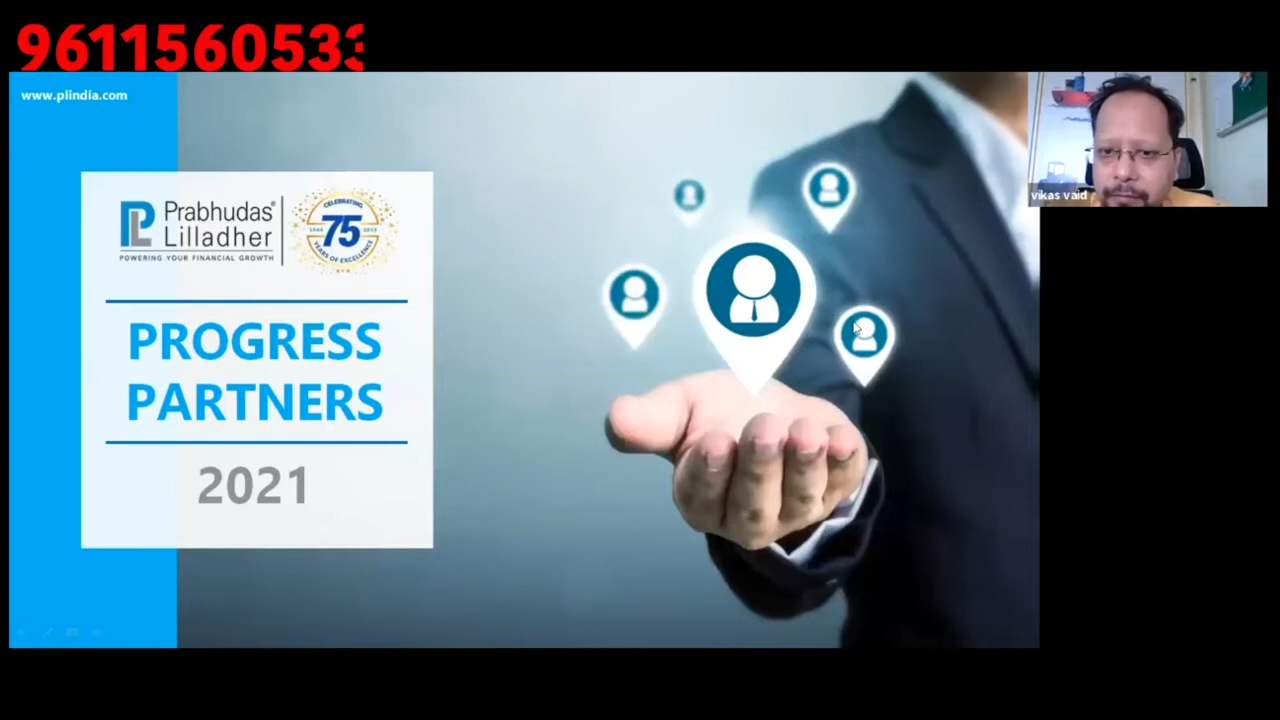 9611560533
www.plindia.com
Prabhudas®
Lilladher
POWERING YOUR FINANCIAL GROWTH
CELEBRATING
75
YEARS OF EXCELLENCE
PROGRESS
PARTNERS
2021
vikas vaid